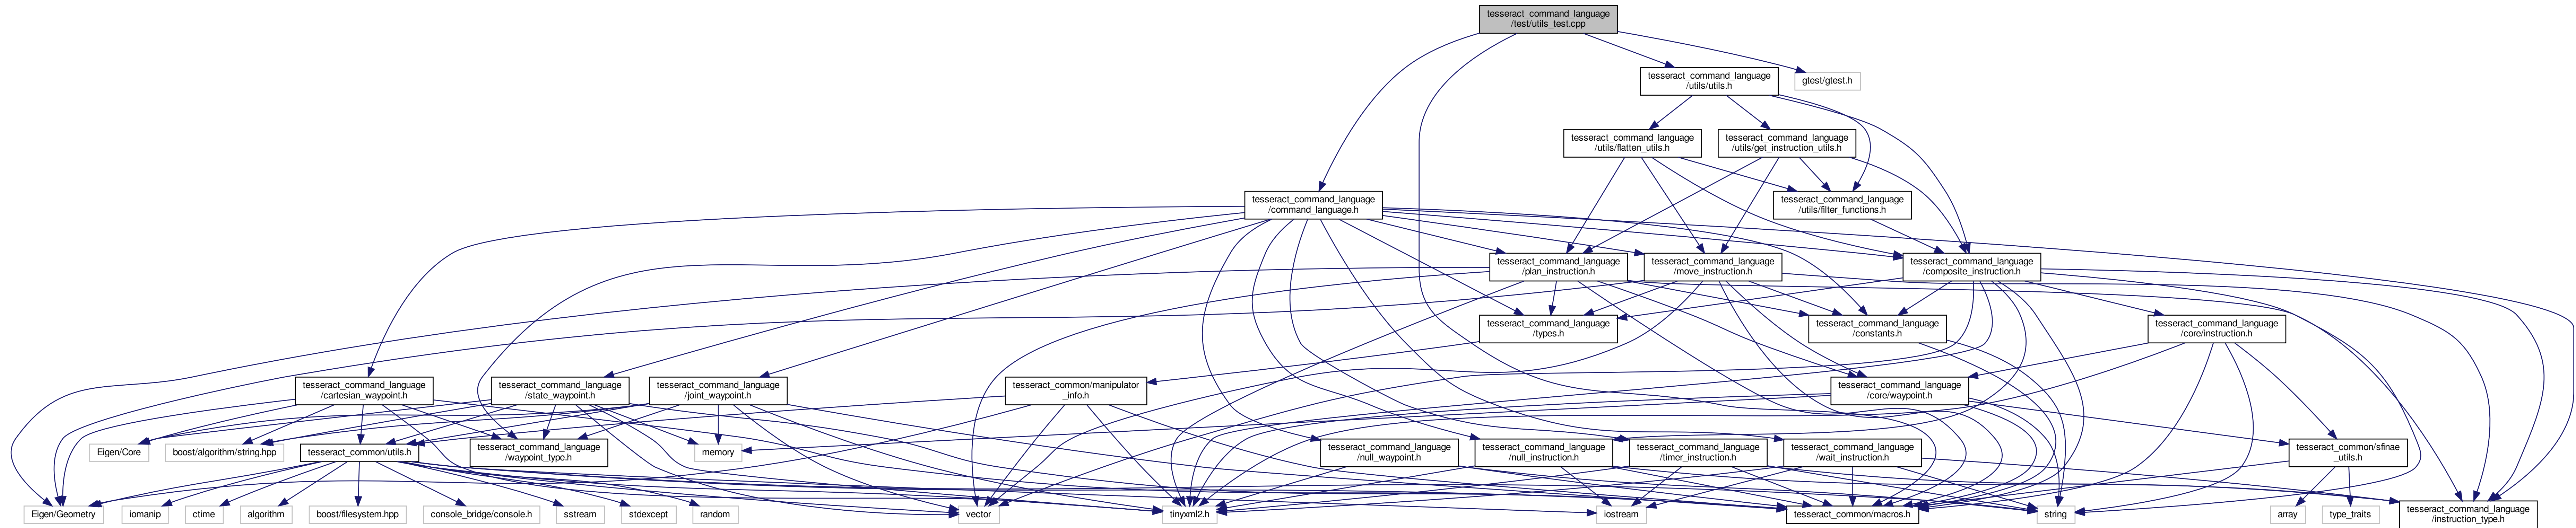 tesseract_command_language
/test/utils_test.cpp
tesseract_command_language
/utils/utils.h
gtest/gtest.h
tesseract_command_language
/utils/flatten_utils.h
tesseract_command_language
/utils/get_instruction_utils.h
tesseract_command_language
/command_language.h
tesseract_command_language
/utils/filter_functions.h
tesseract_command_language
/plan_instruction.h
tesseract_command_language
/move_instruction.h
tesseract_command_language
/composite_instruction.h
tesseract_command_language
/types.h
tesseract_command_language
/constants.h
tesseract_command_language
/core/instruction.h
tesseract_command_language
/cartesian_waypoint.h
tesseract_command_language
/state_waypoint.h
tesseract_command_language
/joint_waypoint.h
tesseract_common/manipulator
_info.h
tesseract_command_language
/core/waypoint.h
Eigen/Core
boost/algorithm/string.hpp
tesseract_common/utils.h
tesseract_command_language
/waypoint_type.h
memory
tesseract_command_language
/null_waypoint.h
tesseract_command_language
/null_instruction.h
tesseract_command_language
/timer_instruction.h
tesseract_command_language
/wait_instruction.h
tesseract_common/sfinae
_utils.h
Eigen/Geometry
iomanip
ctime
algorithm
boost/filesystem.hpp
console_bridge/console.h
sstream
stdexcept
random
vector
tinyxml2.h
iostream
tesseract_common/macros.h
string
array
type_traits
tesseract_command_language
/instruction_type.h